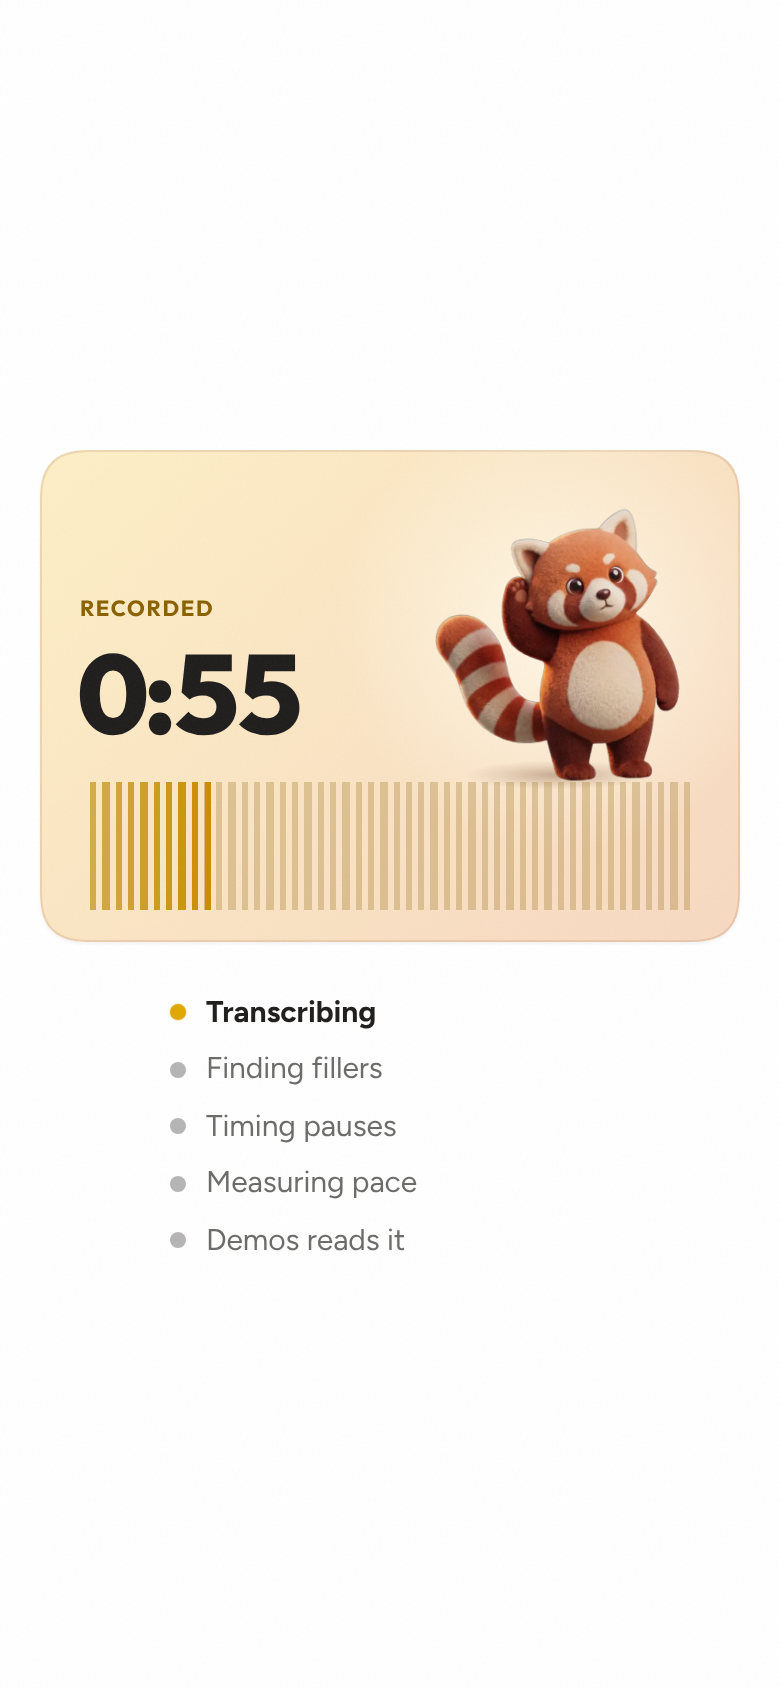 RECORDED
0:55
Transcribing
Finding fillers
Timing pauses
Measuring pace
Demos reads it